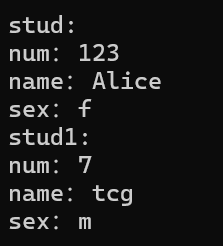 stud:
num：123
name：Alice
sex：f
stud1:
num：7
name：tcg
sex：m